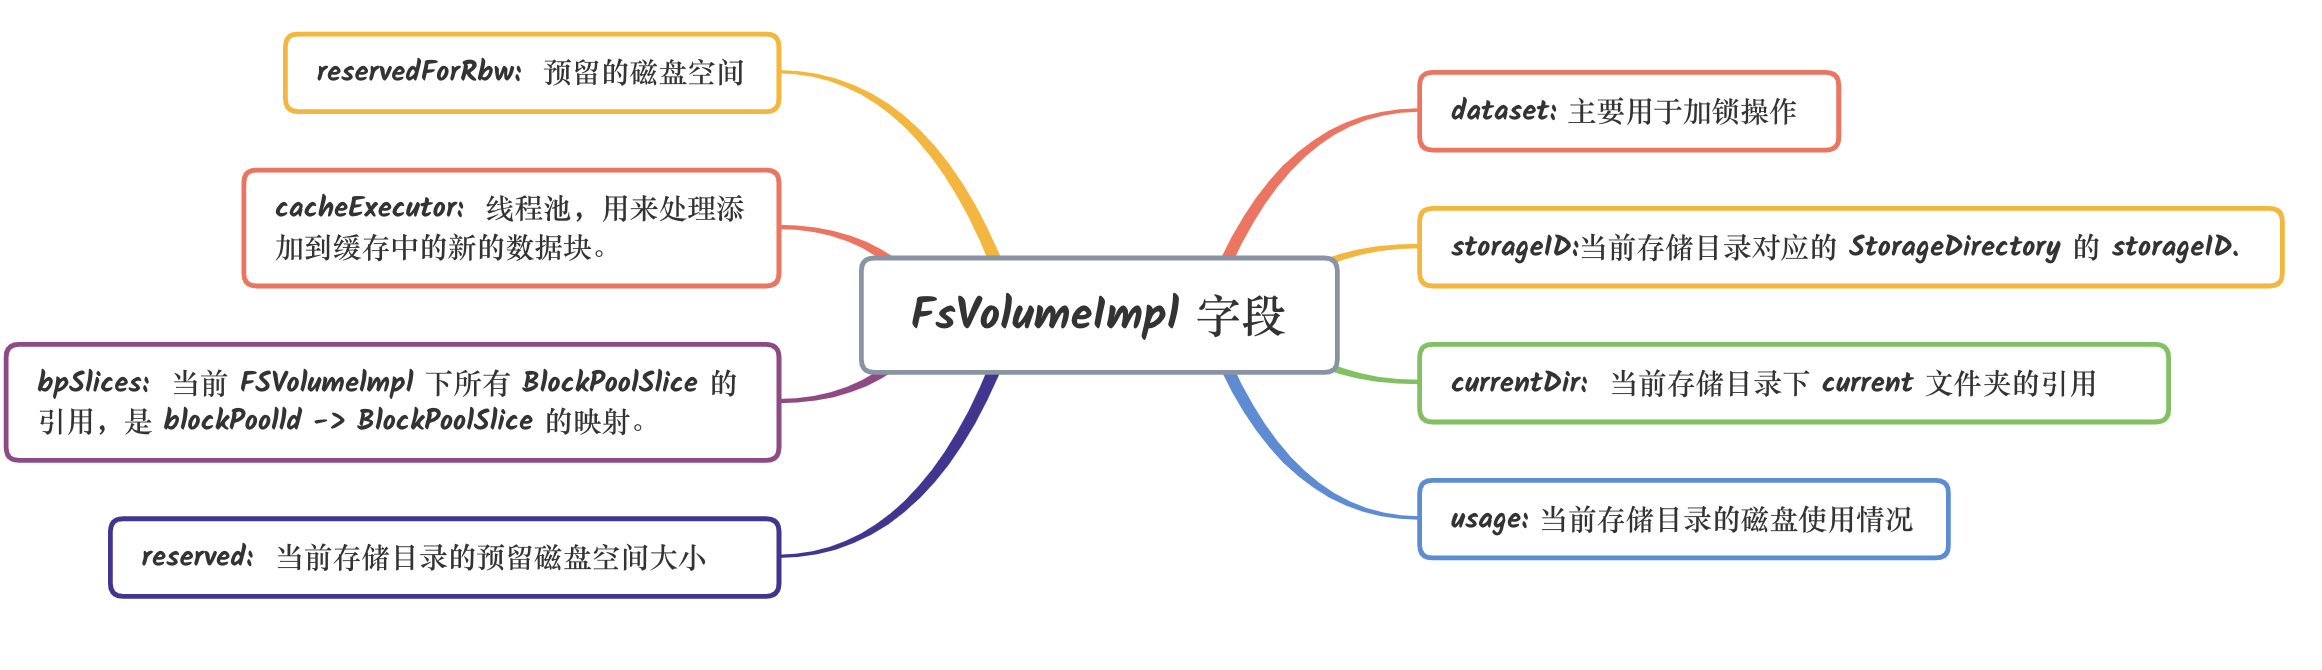 reservedForRbw: 预留的磁盘空间
cacheExecutor: 线程池，用来处理添
加到缓存中的新的数据块。
bpSlices: 当前 FSVolumeImpl 下所有 BlockPoolSlice 的
引用，是 blockPoolId -> BlockPoolSlice 的映射。
reserved: 当前存储目录的预留磁盘空间大小
FsVolumeImpl 字段
dataset: 主要用于加锁操作
storageID:当前存储目录对应的 StorageDirectory 的 storageID.
currentDir: 当前存储目录下 current 文件夹的引用
usage: 当前存储目录的磁盘使用情况